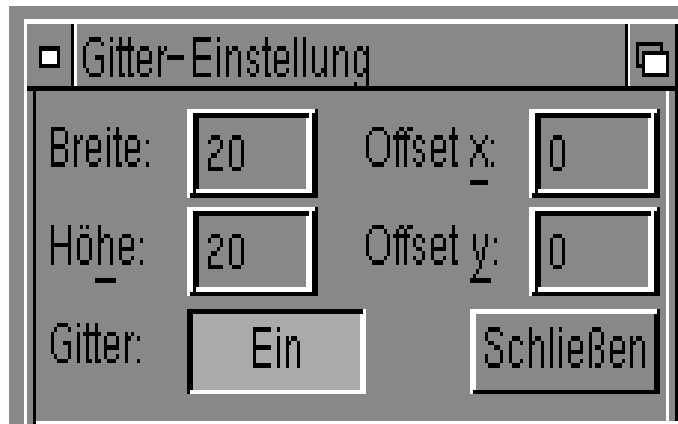 Gitter-Einstellung
Breite: 20 Offset x: 0
Höhe: 20 Offset y: 0
Gitter: Ein Schließen